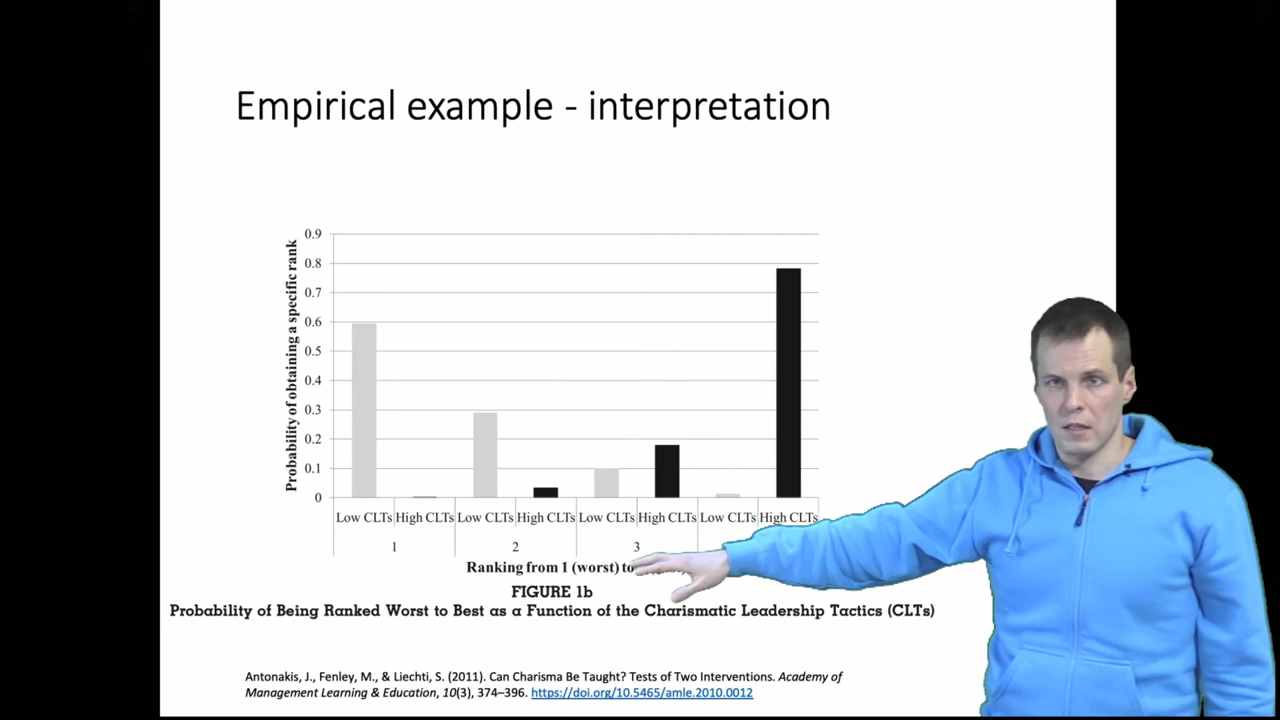 Empirical example - interpretation
Probability of obtaining a specific rank
0.9
0.8
0.7
0.6
0.5
0.4
0.3
0.2
0.1
0
Low CLTs High CLTs Low CLTs High CLTs Low CLTs High CLTs Low CLTs High CLTs
1 2 3
Ranking from 1 (worst) to
FIGURE 1b
Probability of Being Ranked Worst to Best as a Function of the Charismatic Leadership Tactics (CLTs)
Antonakis, J., Fenley, M., & Liechti, S. (2011). Can Charisma Be Taught? Tests of Two Interventions. Academy of
Management Learning & Education, 10(3), 374–396. https://doi.org/10.5465/amle.2010.0012